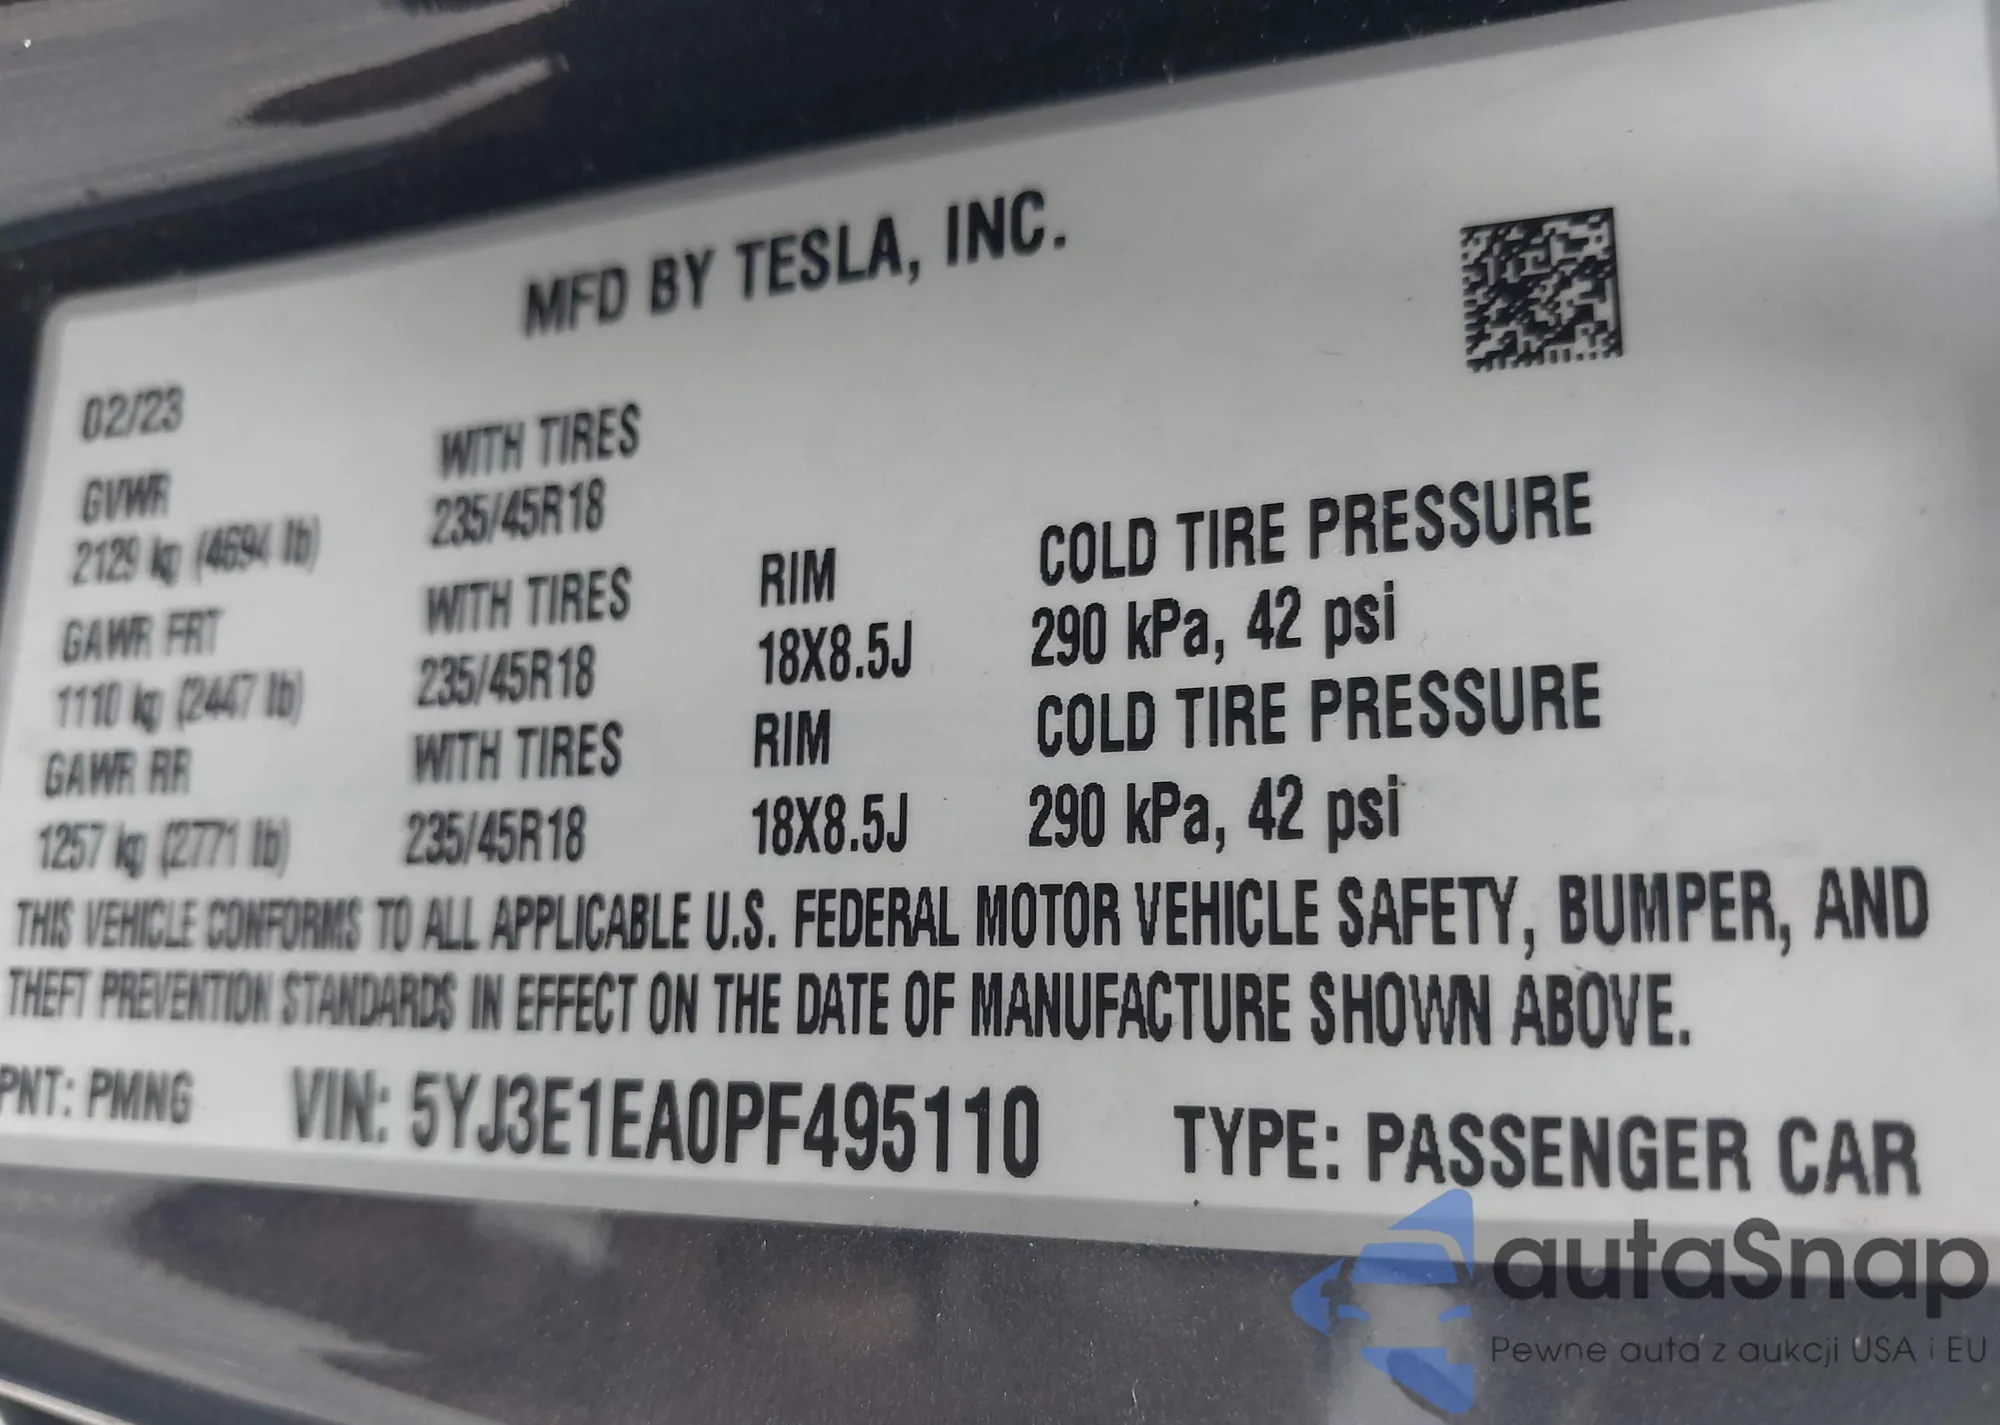 MFD BY TESLA, INC.
02/23
GVWR WITH TIRES
2129 kg (4694 lb) 235/45R18
GAWR FRT WITH TIRES RIM COLD TIRE PRESSURE
1110 kg (2447 lb) 235/45R18 18X8.5J 290 kPa, 42 psi
GAWR RR WITH TIRES RIM COLD TIRE PRESSURE
1257 kg (2771 lb) 235/45R18 18X8.5J 290 kPa, 42 psi
THIS VEHICLE CONFORMS TO ALL APPLICABLE U.S. FEDERAL MOTOR VEHICLE SAFETY, BUMPER, AND
THEFT PREVENTION STANDARDS IN EFFECT ON THE DATE OF MANUFACTURE SHOWN ABOVE.
PNT: PMNG VIN: 5YJ3E1EA0PF495110 TYPE: PASSENGER CAR
autaSnap
Pewne auta z aukcji USA i EU